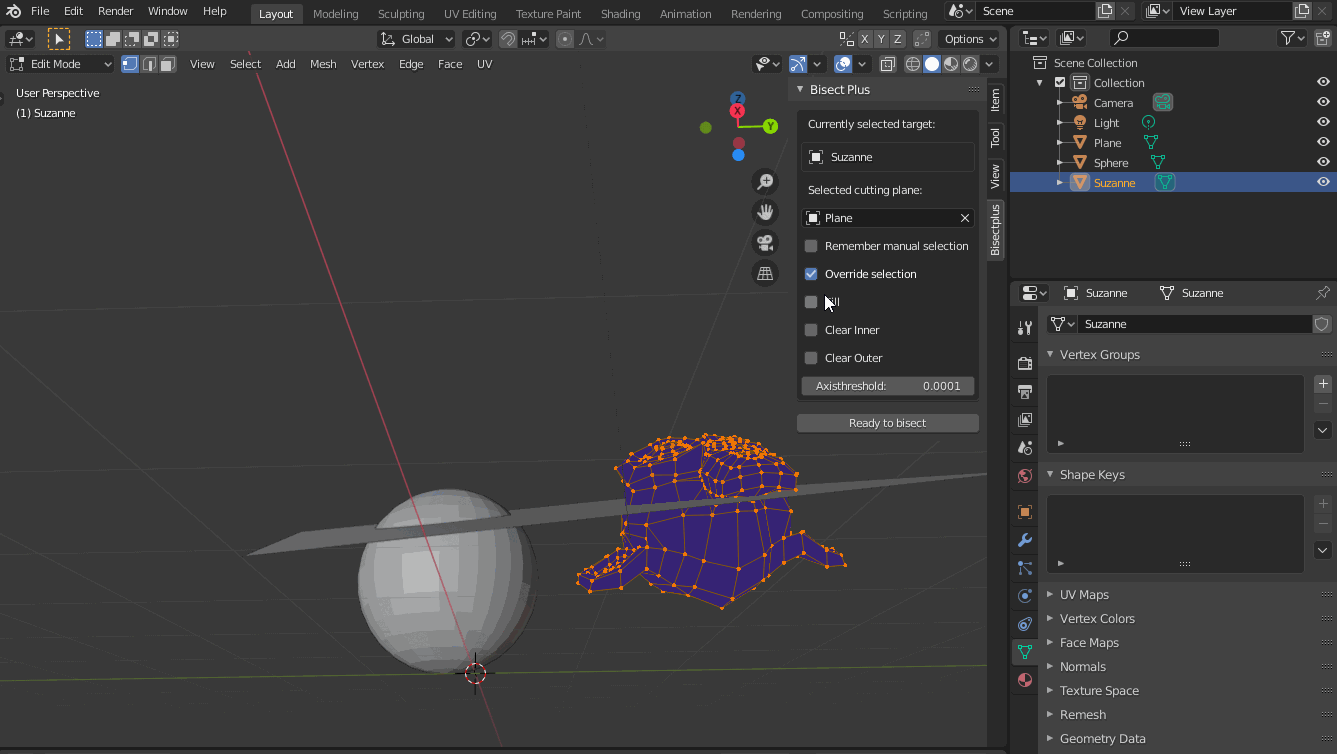 File Edit Render Window Help Layout Modeling Sculpting UV Editing Texture Paint Shading Animation Rendering Compositing Scripting Scene View Layer
Global X Y Z Options
Edit Mode View Select Add Mesh Vertex Edge Face UV
User Perspective
(1) Suzanne
Z
X
Y
Bisect Plus
Currently selected target:
Suzanne
Selected cutting plane:
Plane
Remember manual selection
Override selection
Clear Inner
Clear Outer
Axisthreshold: 0.0001
Ready to bisect
Item
Tool
View
Bisectplus
Scene Collection
Collection
Camera
Light
Plane
Sphere
Suzanne
Suzanne Suzanne
Suzanne
Vertex Groups
Shape Keys
UV Maps
Vertex Colors
Face Maps
Normals
Texture Space
Remesh
Geometry Data